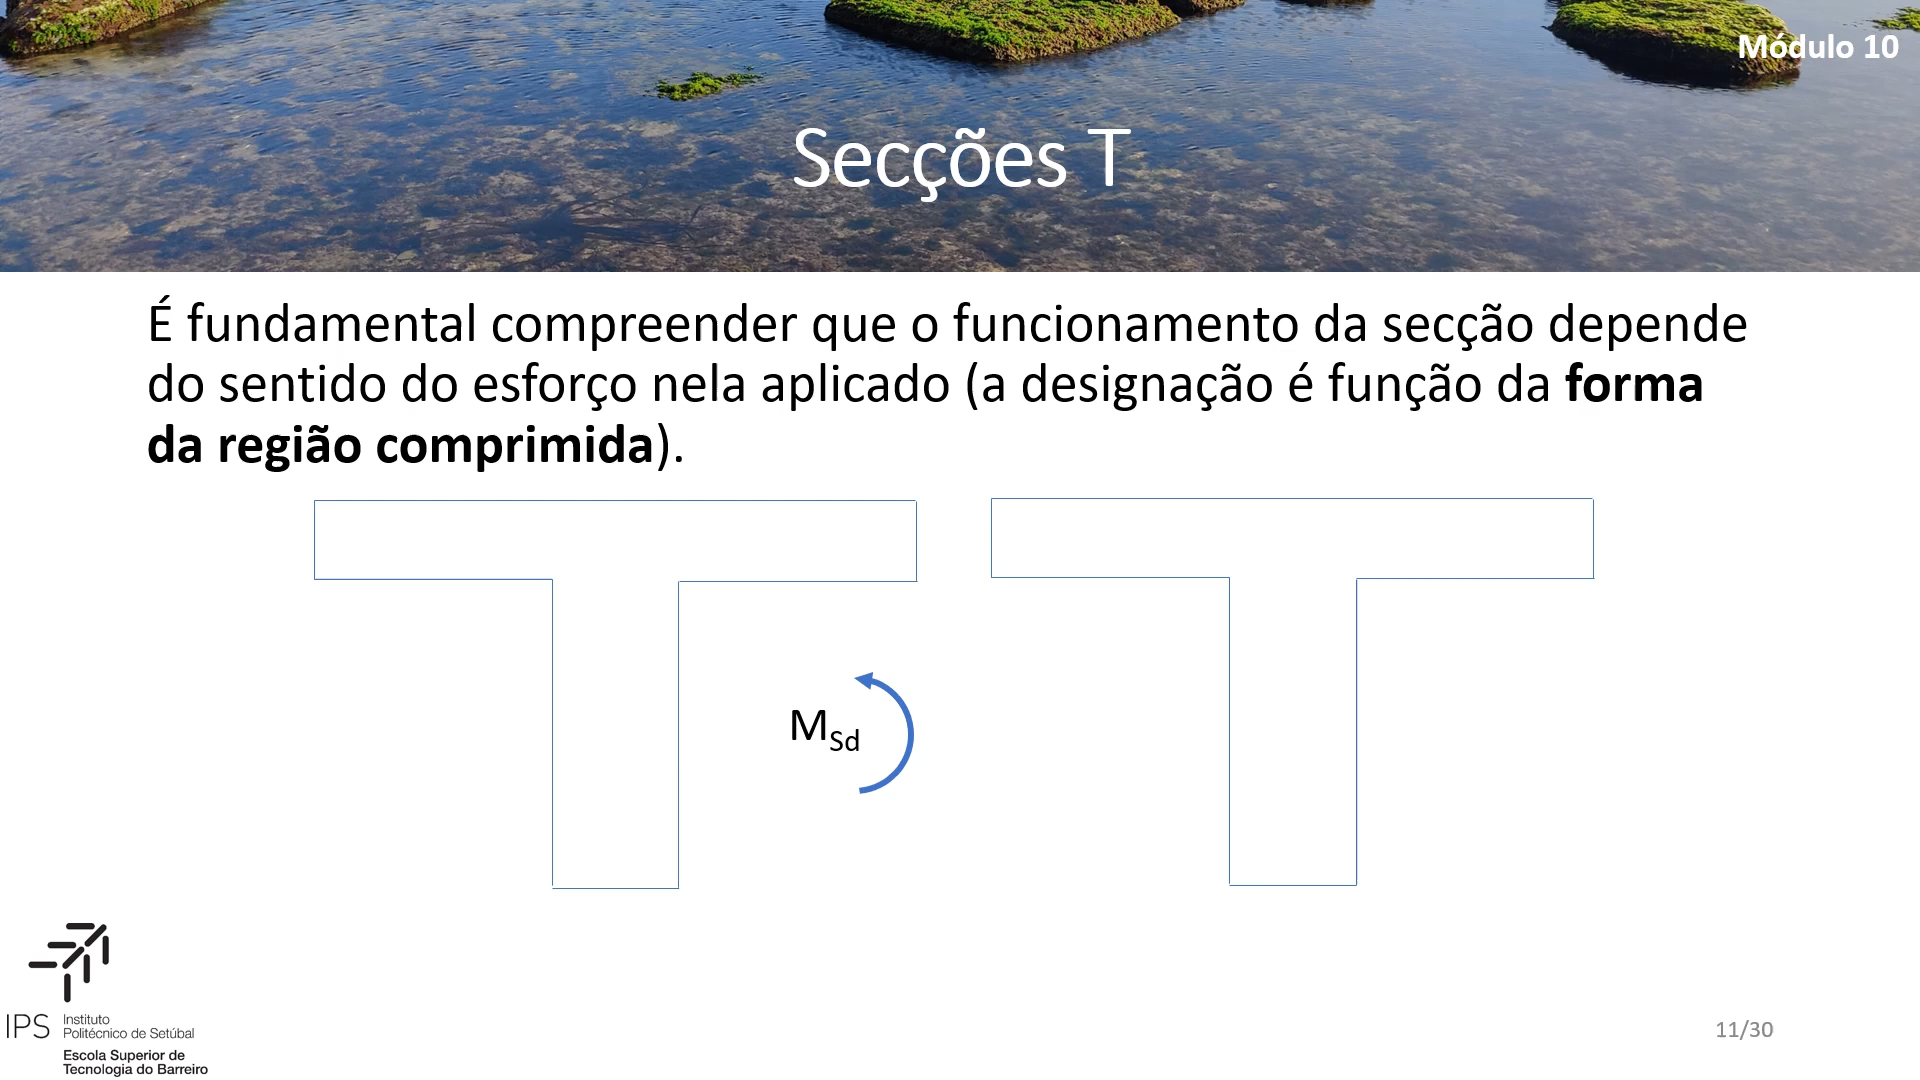 Módulo 10
Secções T
É fundamental compreender que o funcionamento da secção depende
do sentido do esforço nela aplicado (a designação é função da forma
da região comprimida).
MSd
IPS Instituto
Politécnico de Setúbal
Escola Superior de
Tecnologia do Barreiro
11/30